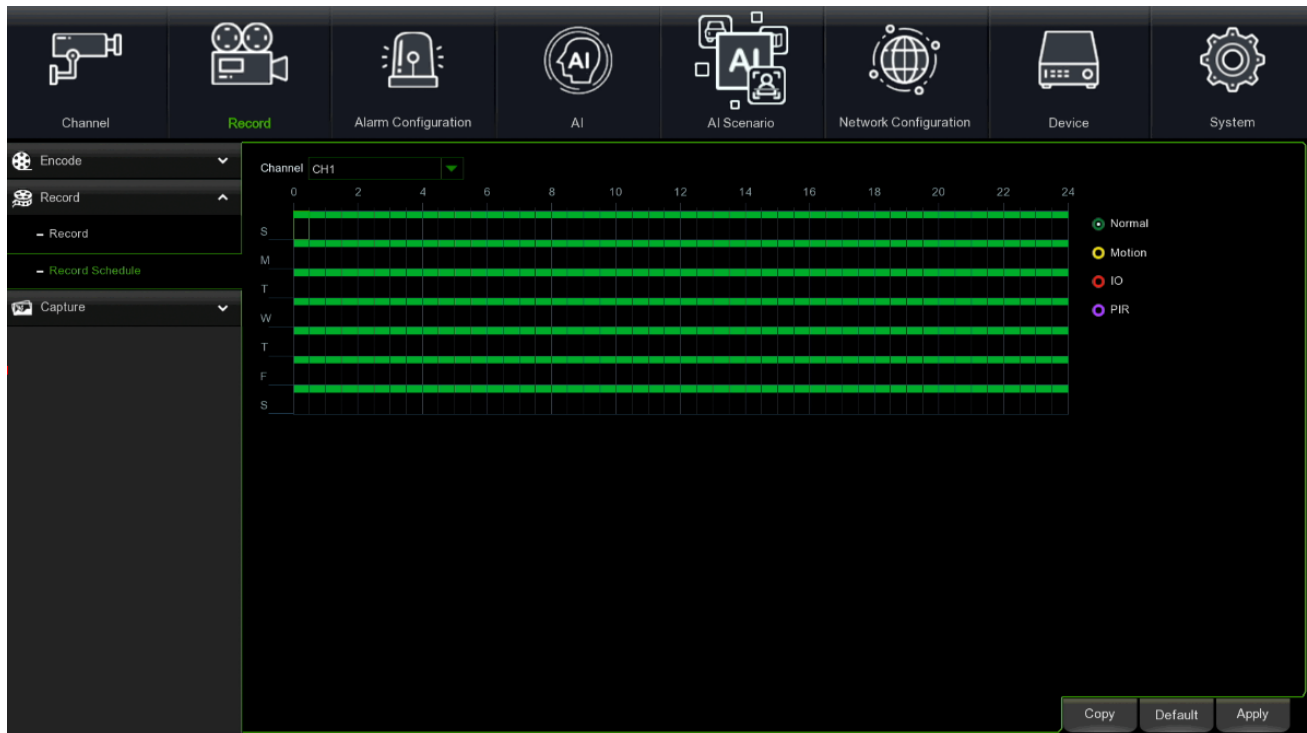 AI
AI
Channel Record Alarm Configuration AI AI Scenario Network Configuration Device System
Encode
Channel CH1
0 2 4 6 8 10 12 14 16 18 20 22 24
Record
S
Normal
– Record
M
Motion
– Record Schedule
T
IO
Capture
W
PIR
T
F
S
Copy Default Apply